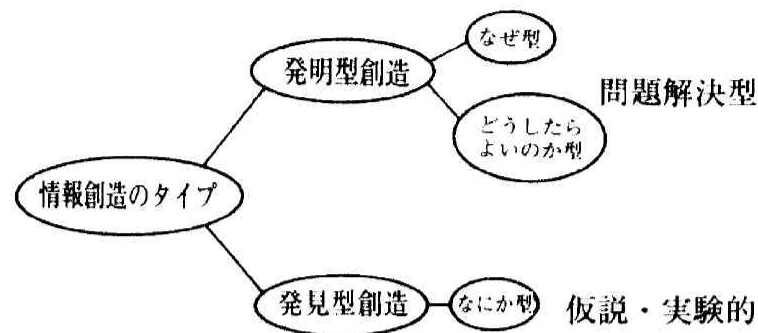 なぜ型
発明型創造
問題解決型
どうしたら
よいのか型
情報創造のタイプ
発見型創造
なにか型
仮説・実験的